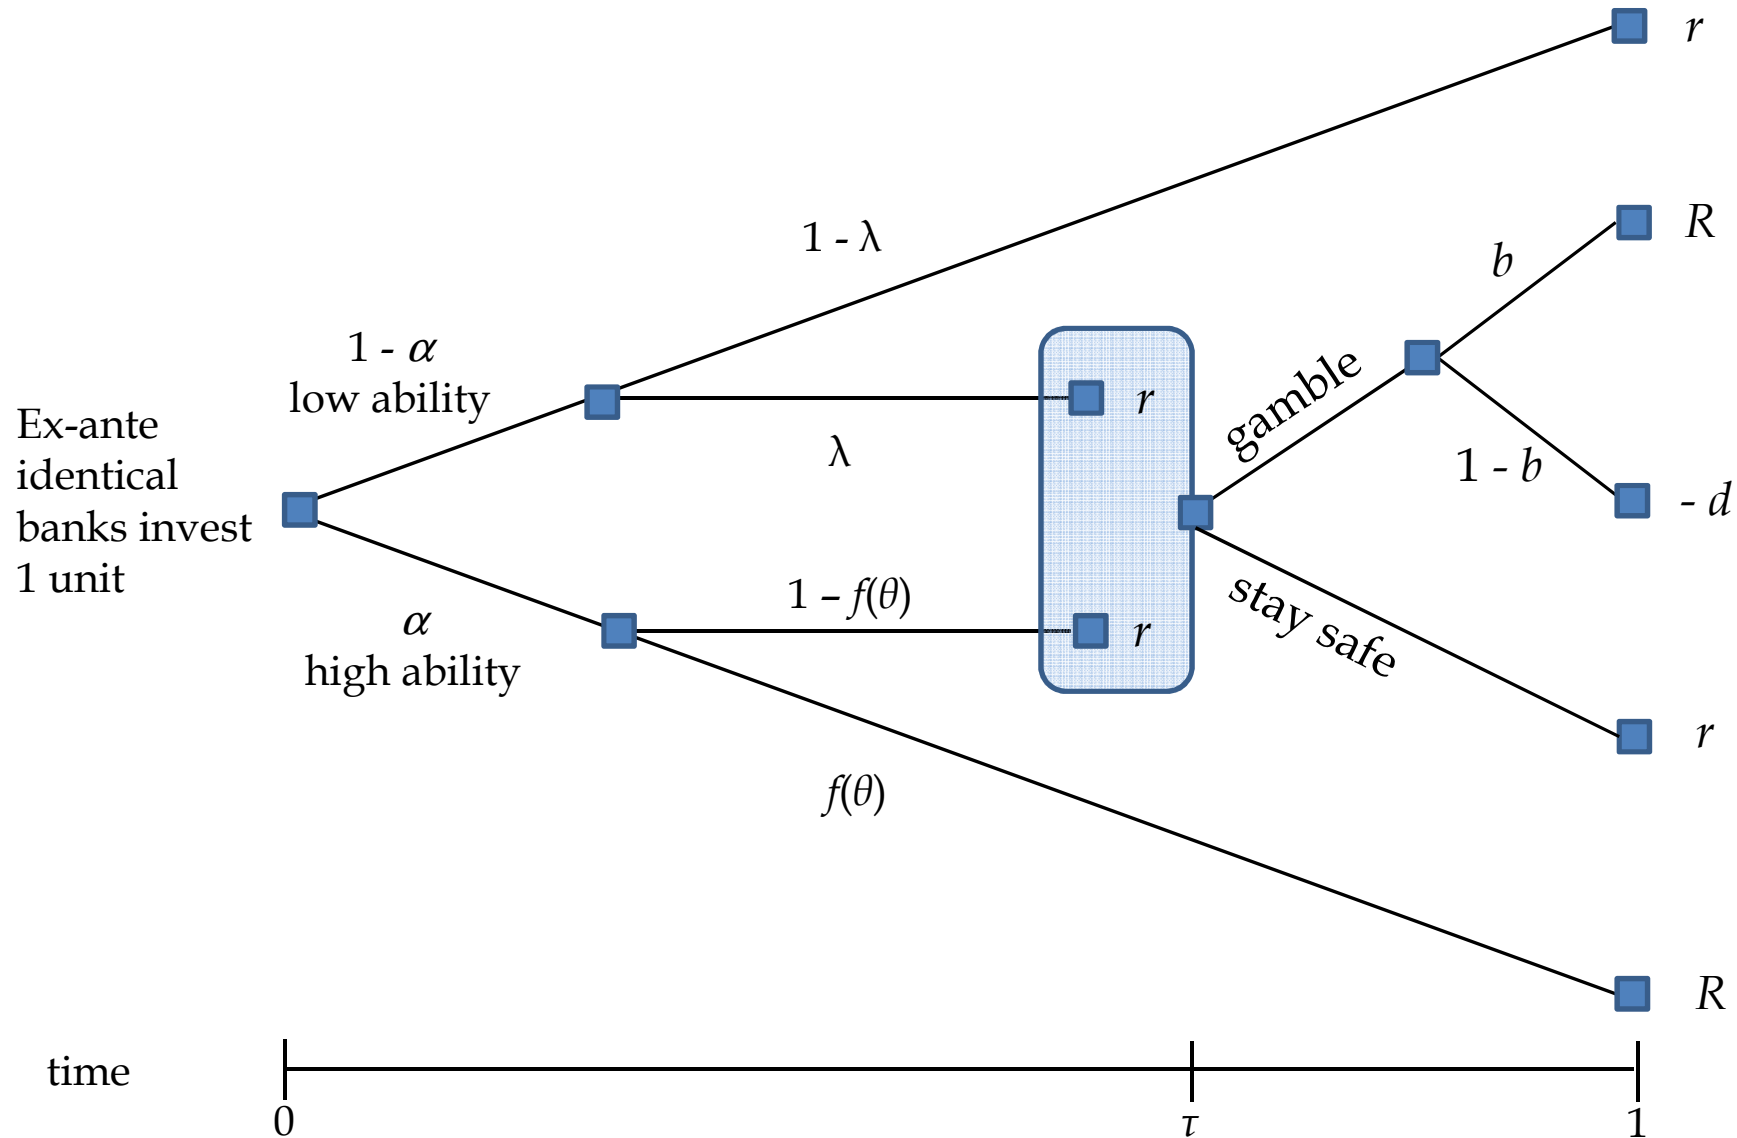 r
R
b
1 - λ
gamble
1 - α
low ability
r
1 - b
- d
λ
Ex-ante
identical
banks invest
1 unit
1 – f(θ)
stay safe
α
high ability
r
r
f(θ)
R
time
0
τ
1